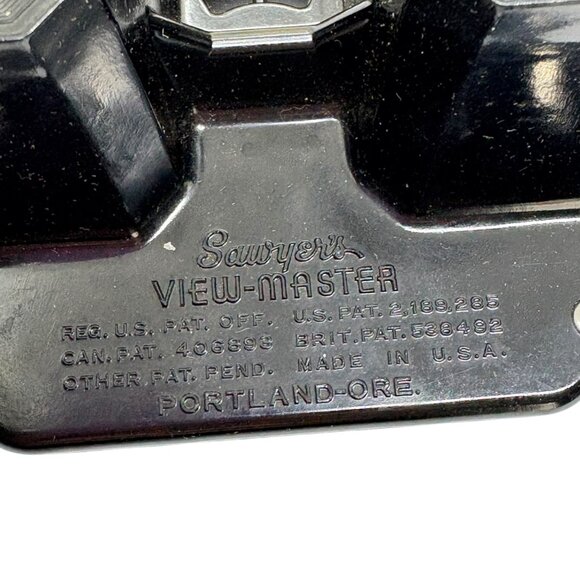 Sawyer's
VIEW-MASTER
REG. U.S. PAT. OFF. U.S. PAT. 2,189,285
CAN. PAT. 406893 BRIT. PAT. 538482
OTHER PAT. PEND. MADE IN U.S.A.
PORTLAND-ORE.